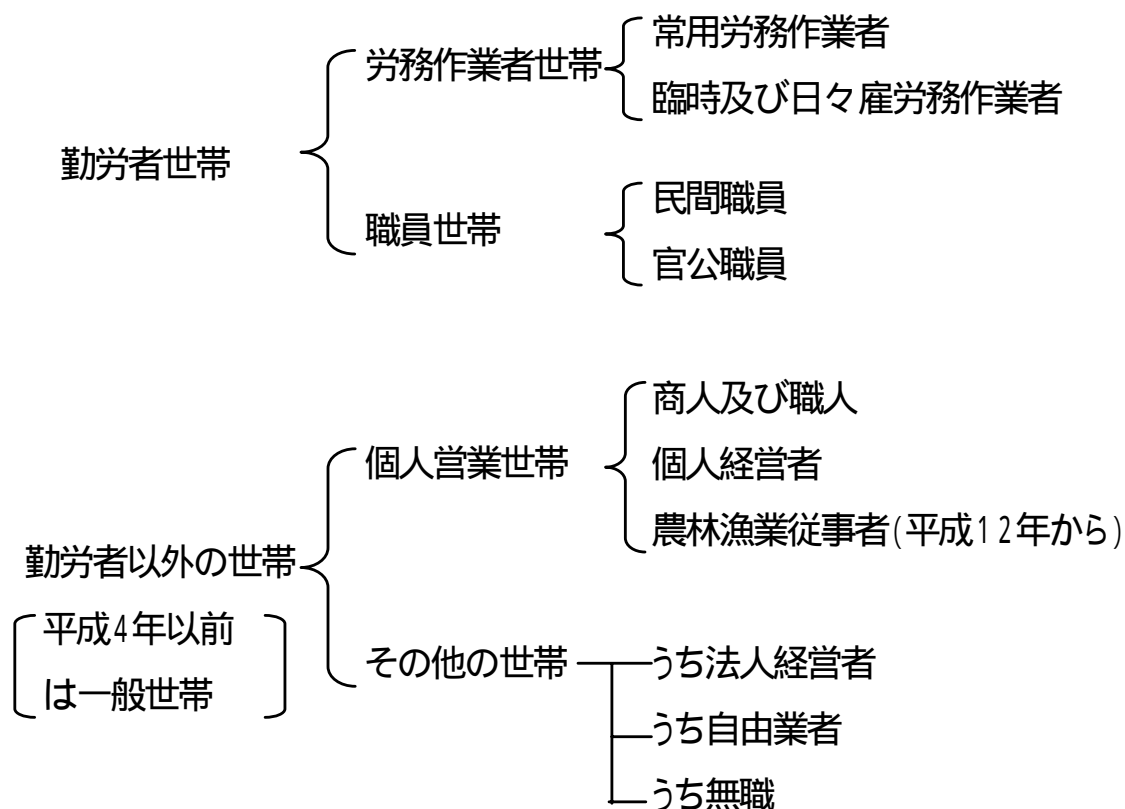 勤労者世帯
労務作業者世帯
常用労務作業者
臨時及び日々雇労務作業者
職員世帯
民間職員
官公職員
勤労者以外の世帯
平成4年以前
は一般世帯
個人営業世帯
商人及び職人
個人経営者
農林漁業従事者(平成12年から)
その他の世帯
うち法人経営者
うち自由業者
うち無職